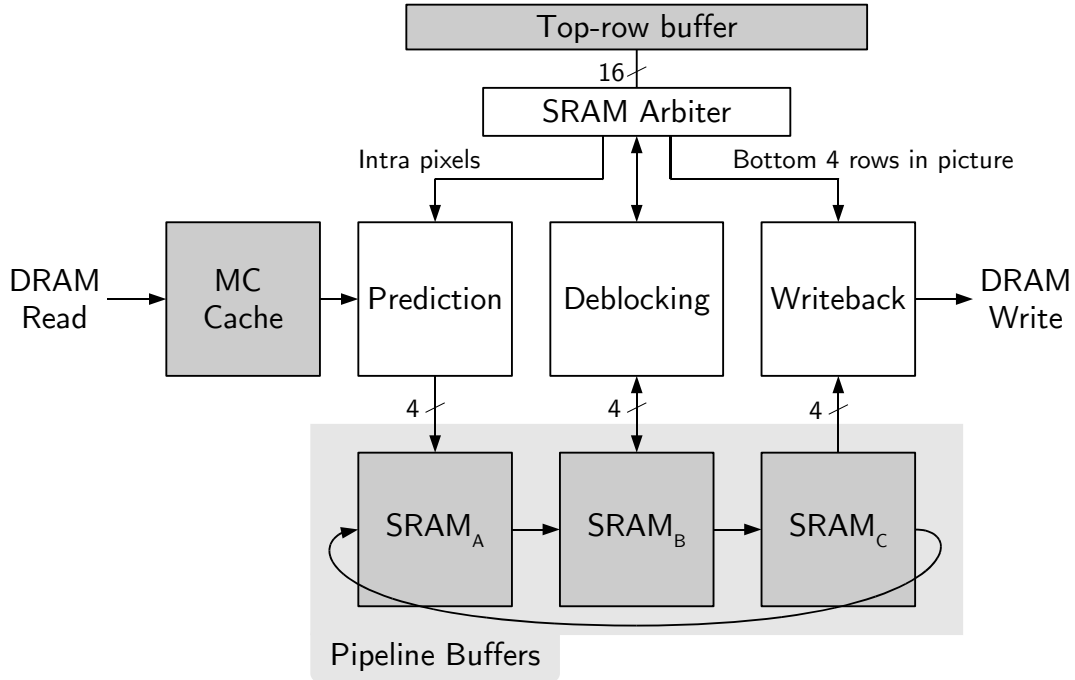 Top-row buffer
16
SRAM Arbiter
Intra pixels
Bottom 4 rows in picture
DRAM
Read
MC
Cache
Prediction
Deblocking
Writeback
DRAM
Write
4
4
4
SRAM_A
SRAM_B
SRAM_C
Pipeline Buffers